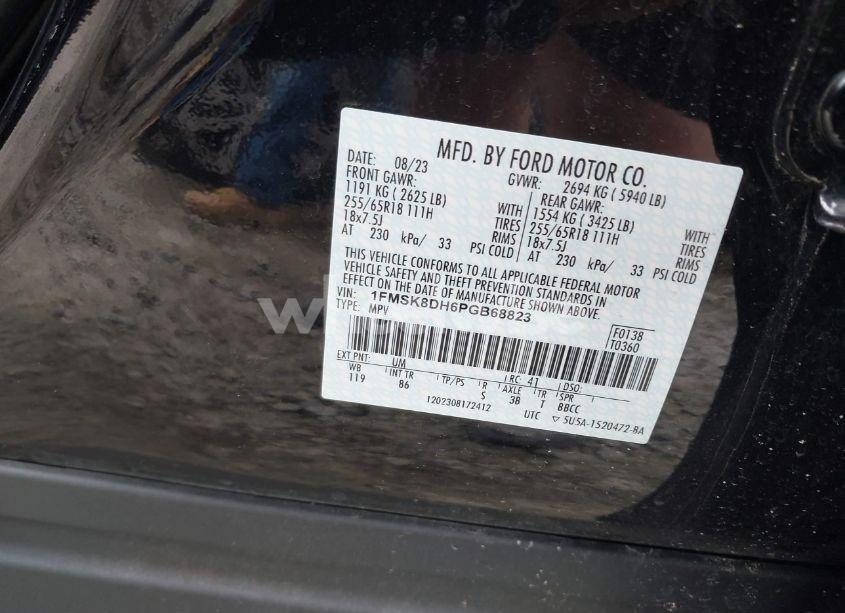 MFD. BY FORD MOTOR CO.
DATE: 08/23 GVWR: 2694 KG ( 5940 LB)
FRONT GAWR: REAR GAWR:
1191 KG ( 2625 LB) WITH 1554 KG ( 3425 LB) WITH
255/65R18 111H TIRES 255/65R18 111H TIRES
18x7.5J RIMS 18x7.5J RIMS
AT 230 kPa/ 33 PSI COLD AT 230 kPa/ 33 PSI COLD
THIS VEHICLE CONFORMS TO ALL APPLICABLE FEDERAL MOTOR
VEHICLE SAFETY AND THEFT PREVENTION STANDARDS IN
EFFECT ON THE DATE OF MANUFACTURE SHOWN ABOVE.
VIN: 1FMSK8DH6PGB68823
TYPE: MPV
F0138
T0360
EXT PNT: UM RC: 41 DSO:
WB INT TR TP/PS R AXLE TR SPR
119 86 S 3B T BBCC
1202308172412 UTC ▽ 5U5A-1520472-BA